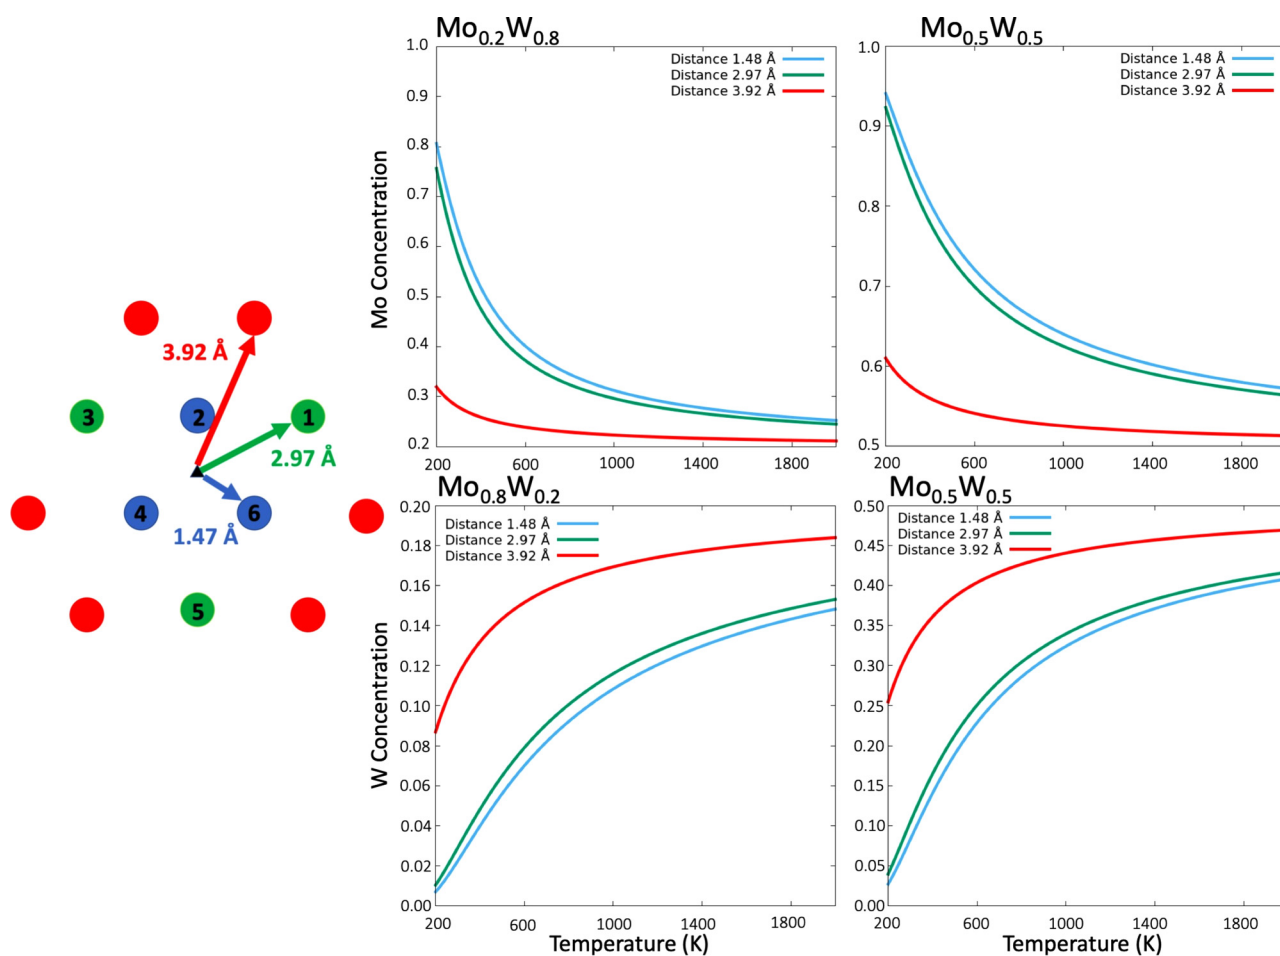 Mo0.2W0.8
Mo Concentration
1.0
0.9
0.8
0.7
0.6
0.5
0.4
0.3
0.2
Distance 1.48 Å
Distance 2.97 Å
Distance 3.92 Å
200 600 1000 1400 1800
Mo0.5W0.5
1.0
0.9
0.8
0.7
0.6
0.5
Distance 1.48 Å
Distance 2.97 Å
Distance 3.92 Å
200 600 1000 1400 1800
3.92 Å
3
2
1
2.97 Å
4
6
1.47 Å
5
Mo0.8W0.2
W Concentration
0.20
0.18
0.16
0.14
0.12
0.10
0.08
0.06
0.04
0.02
0.00
Distance 1.48 Å
Distance 2.97 Å
Distance 3.92 Å
200 600 1000 1400 1800
Temperature (K)
Mo0.5W0.5
0.50
0.45
0.40
0.35
0.30
0.25
0.20
0.15
0.10
0.05
0.00
Distance 1.48 Å
Distance 2.97 Å
Distance 3.92 Å
200 600 1000 1400 1800
Temperature (K)